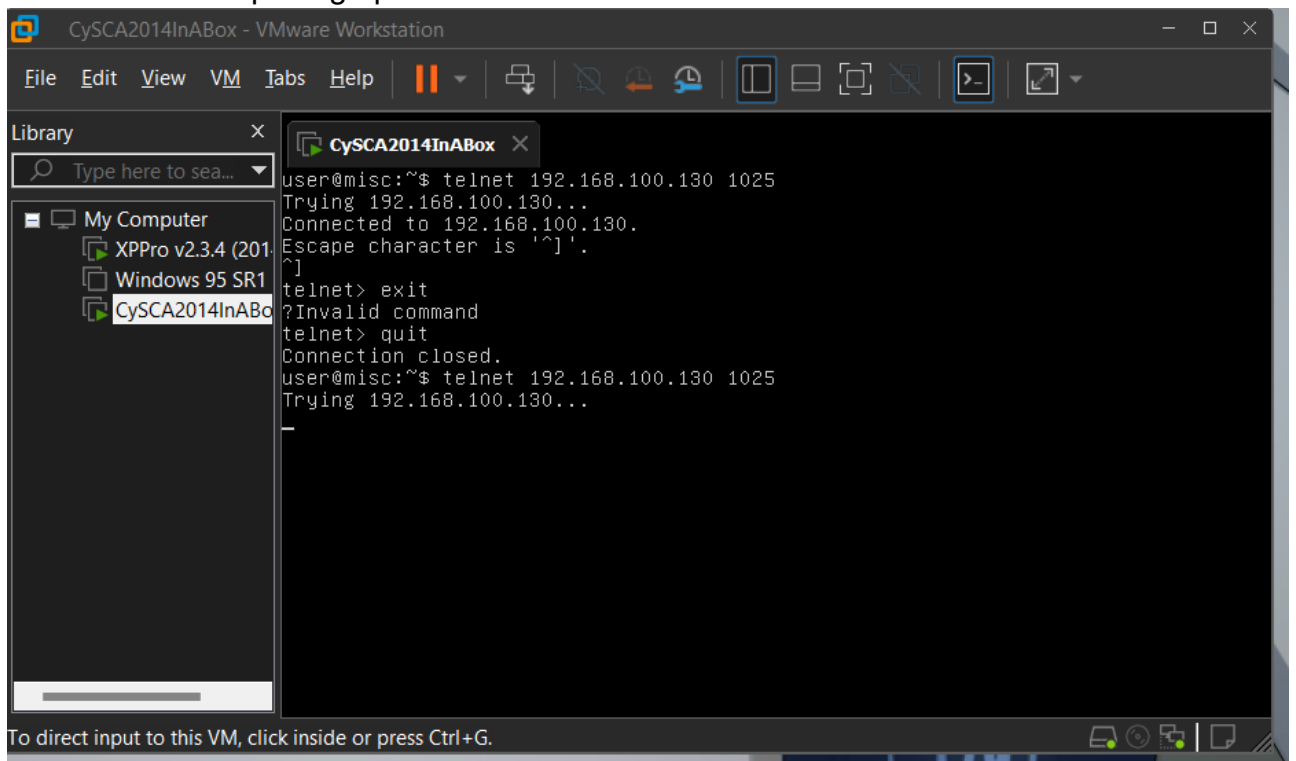 CySCA2014InABox - VMware Workstation
File Edit View VM Tabs Help
Library X
Type here to sea...
My Computer
XPPro v2.3.4 (201
Windows 95 SR1
CySCA2014InABo
CySCA2014InABox
user@misc:~$ telnet 192.168.100.130 1025
Trying 192.168.100.130...
Connected to 192.168.100.130.
Escape character is '^]'.
^]
telnet> exit
?Invalid command
telnet> quit
Connection closed.
user@misc:~$ telnet 192.168.100.130 1025
Trying 192.168.100.130...
To direct input to this VM, click inside or press Ctrl+G.